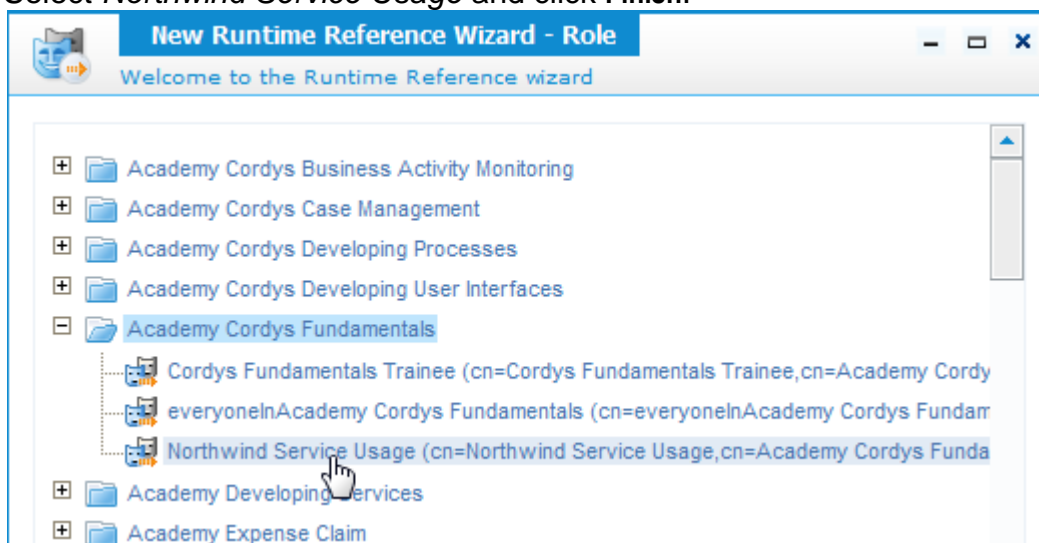 Select Northwind Service Usage and click Finish.
New Runtime Reference Wizard - Role
Welcome to the Runtime Reference wizard
Academy Cordys Business Activity Monitoring
Academy Cordys Case Management
Academy Cordys Developing Processes
Academy Cordys Developing User Interfaces
Academy Cordys Fundamentals
Cordys Fundamentals Trainee (cn=Cordys Fundamentals Trainee,cn=Academy Cordy
everyoneInAcademy Cordys Fundamentals (cn=everyoneInAcademy Cordys Fundam
Northwind Service Usage (cn=Northwind Service Usage,cn=Academy Cordys Funda
Academy Developing Services
Academy Expense Claim